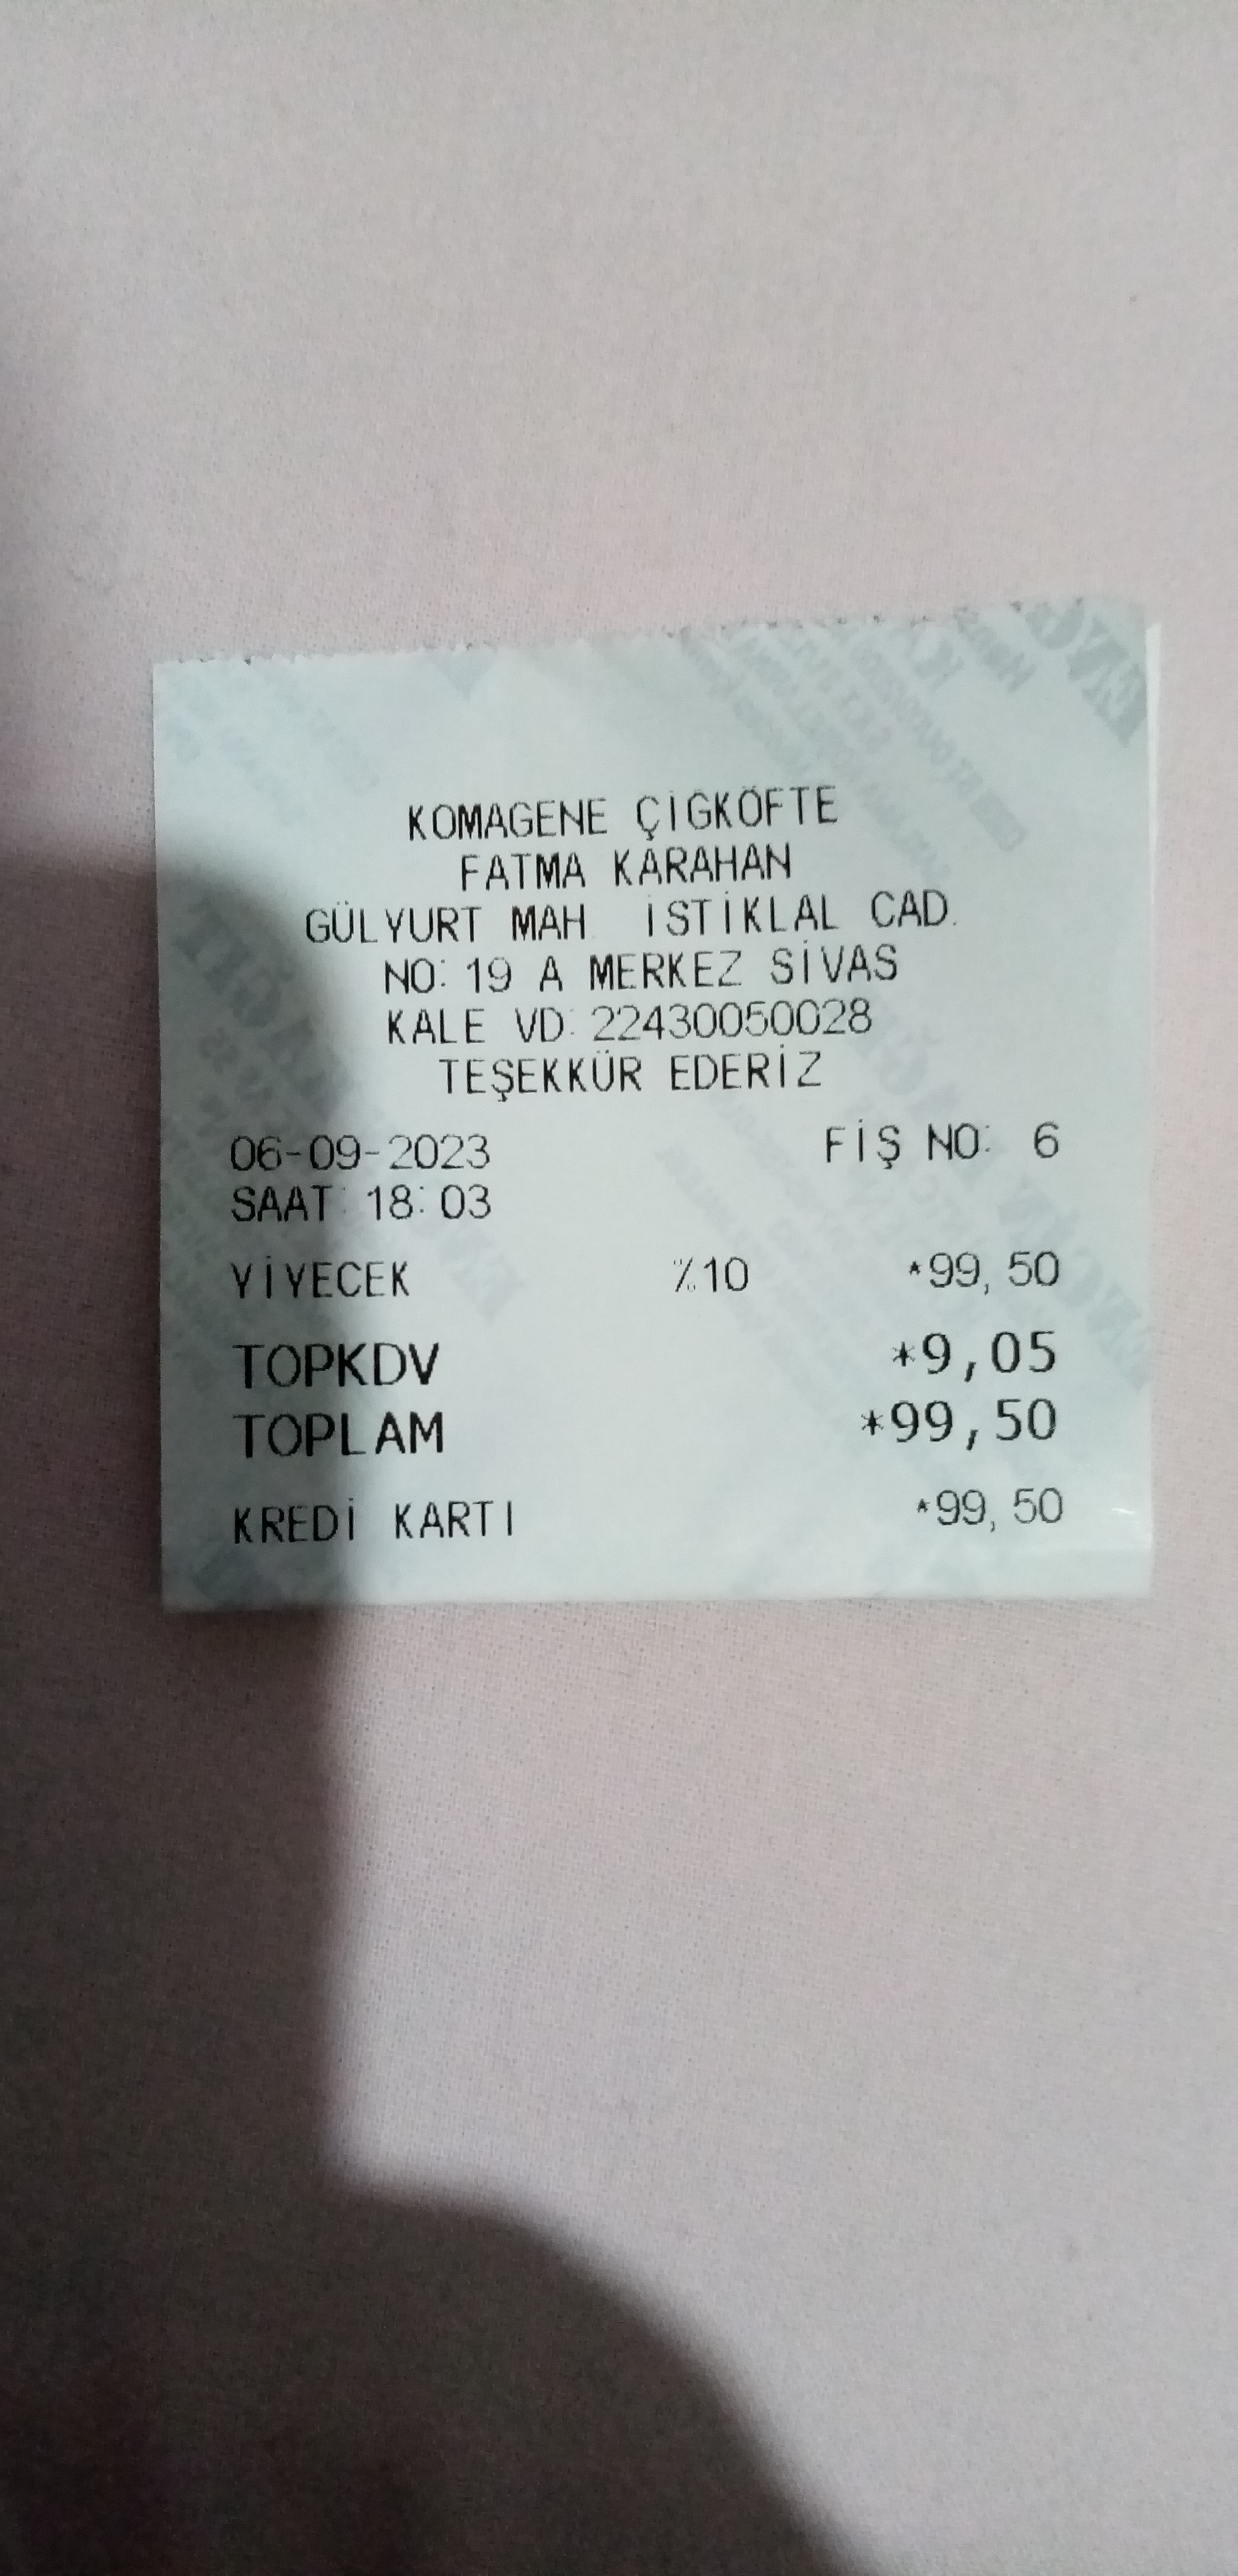 KOMAGENE ÇİGKÖFTE
FATMA KARAHAN
GÜLYURT MAH. İSTİKLAL CAD.
NO: 19 A MERKEZ SİVAS
KALE VD: 22430050028
TEŞEKKÜR EDERİZ
06-09-2023 FİŞ NO: 6
SAAT: 18:03
YİYECEK %10 *99,50
TOPKDV *9,05
TOPLAM *99,50
KREDİ KARTI *99,50